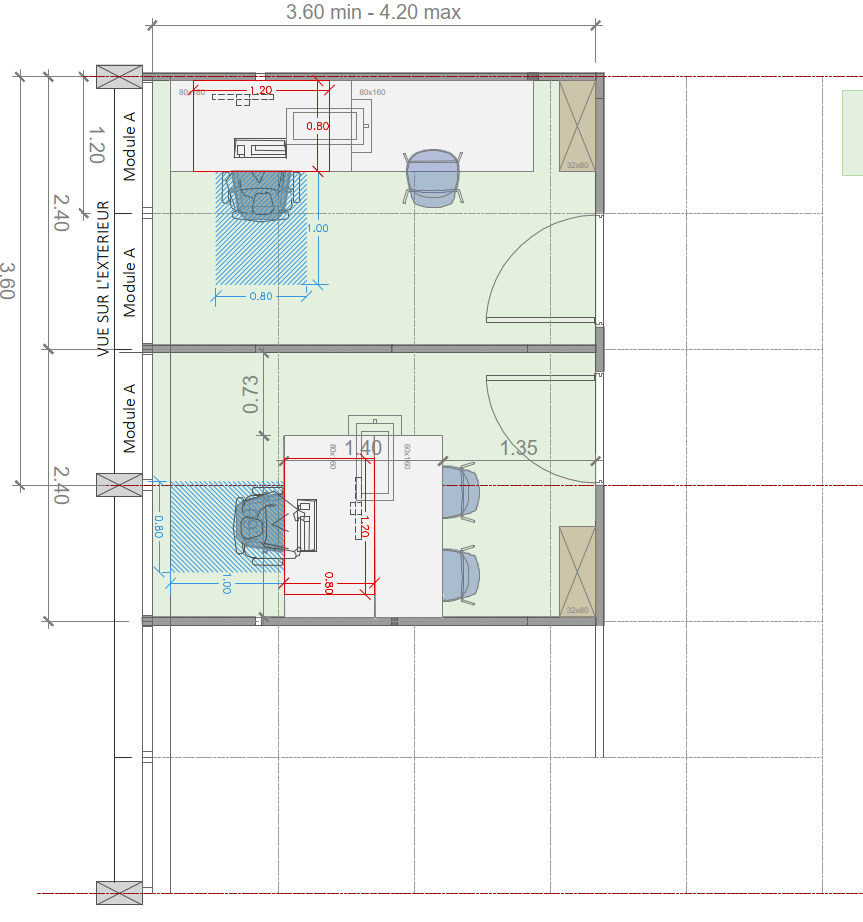 3.60 min - 4.20 max
80x160
1.20
80x160
0.80
32x80
1.00
0.80
1.20
2.40
3.60
Module A
Module A
VUE SUR L'EXTERIEUR
Module A
2.40
0.73
1.40
1.35
80x160
60x160
1.20
0.80
0.80
1.00
32x80